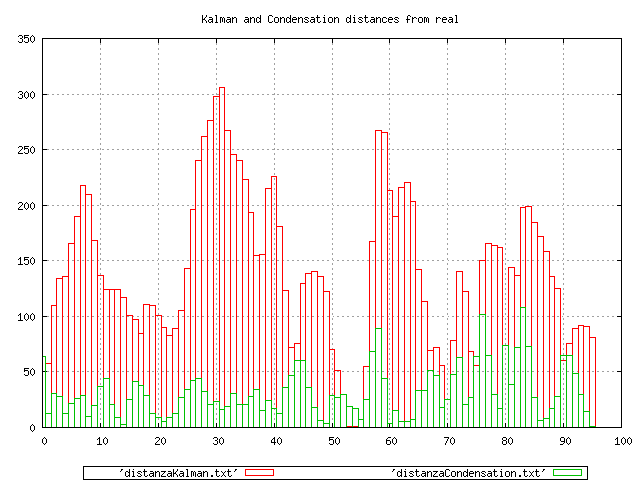 Kalman and Condensation distances from real
350
300
250
200
150
100
50
0
0 10 20 30 40 50 60 70 80 90 100
'distanzaKalman.txt' 'distanzaCondensation.txt'